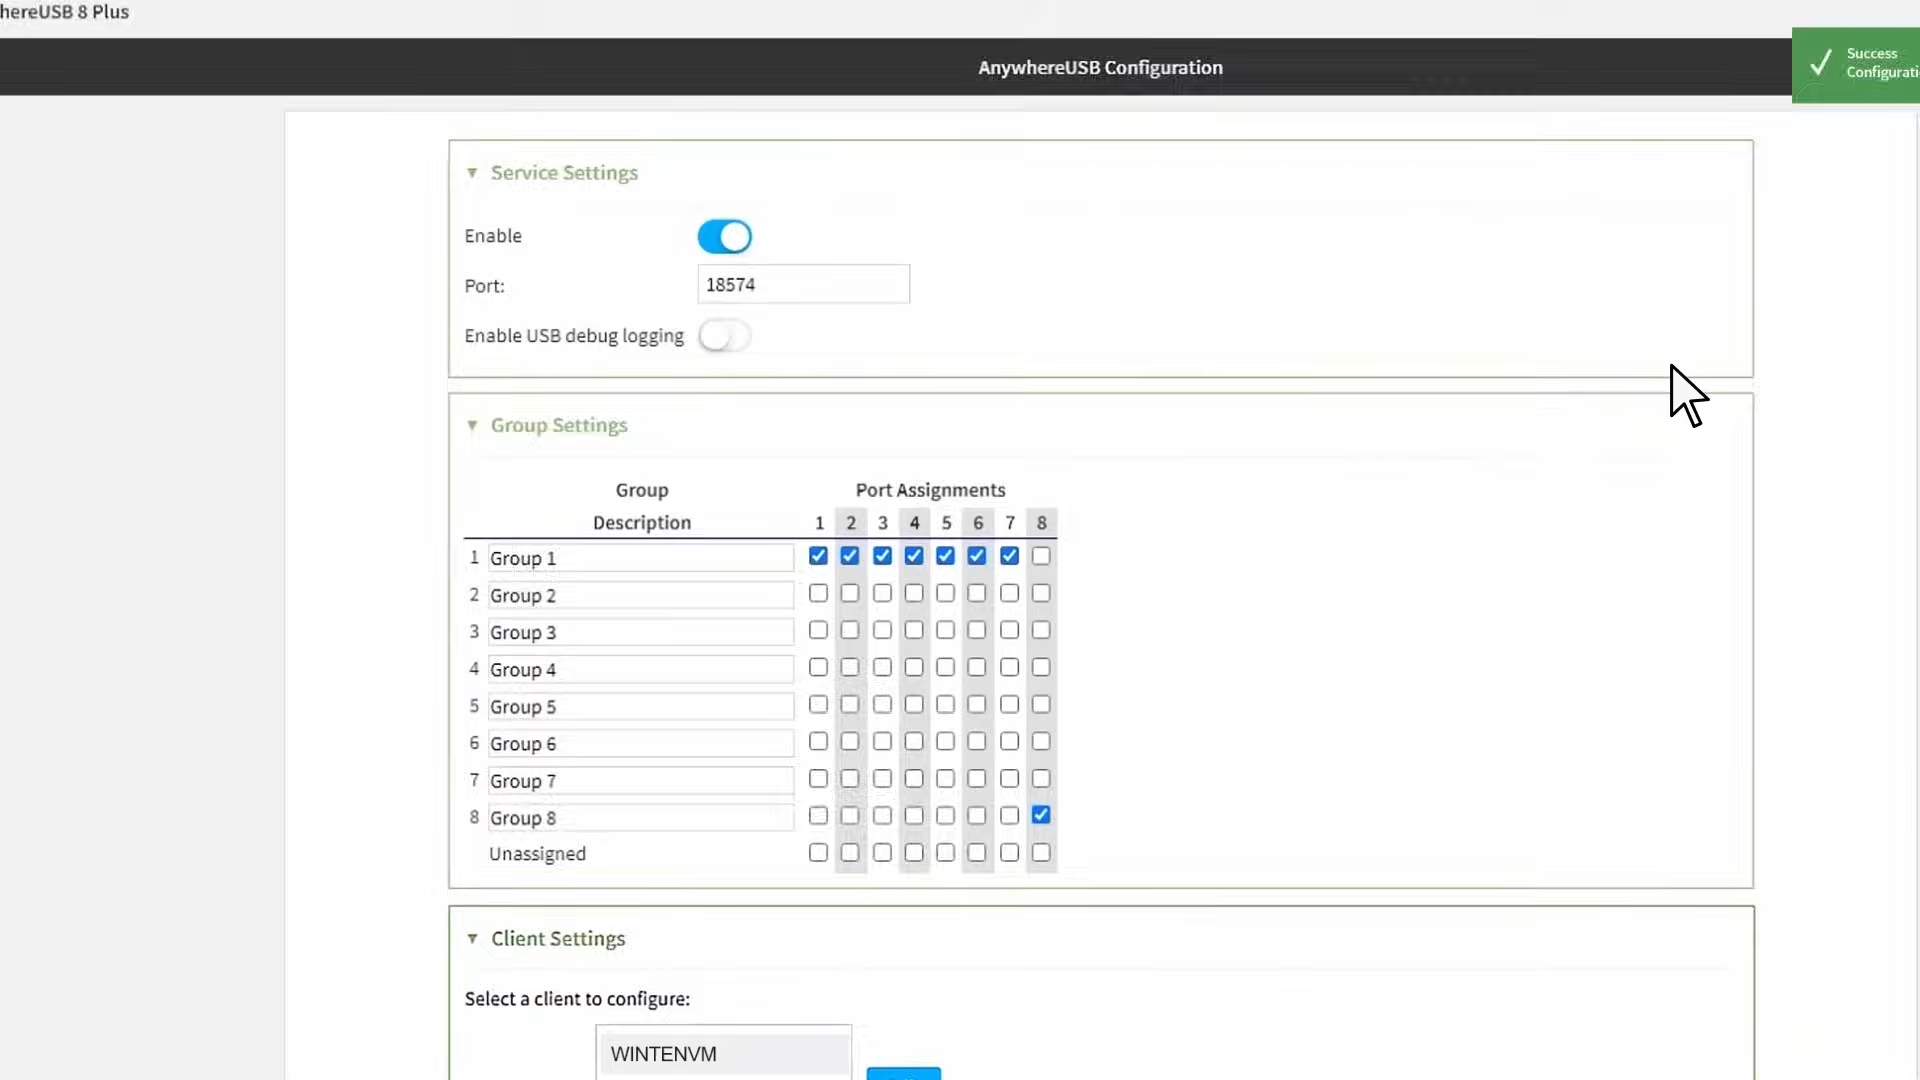 hereUSB 8 Plus
AnywhereUSB Configuration
Success
Configurati
Service Settings
Enable
Port: 18574
Enable USB debug logging
Group Settings
Group Port Assignments
Description 1 2 3 4 5 6 7 8
1 Group 1
2 Group 2
3 Group 3
4 Group 4
5 Group 5
6 Group 6
7 Group 7
8 Group 8
Unassigned
Client Settings
Select a client to configure:
WINTENVM